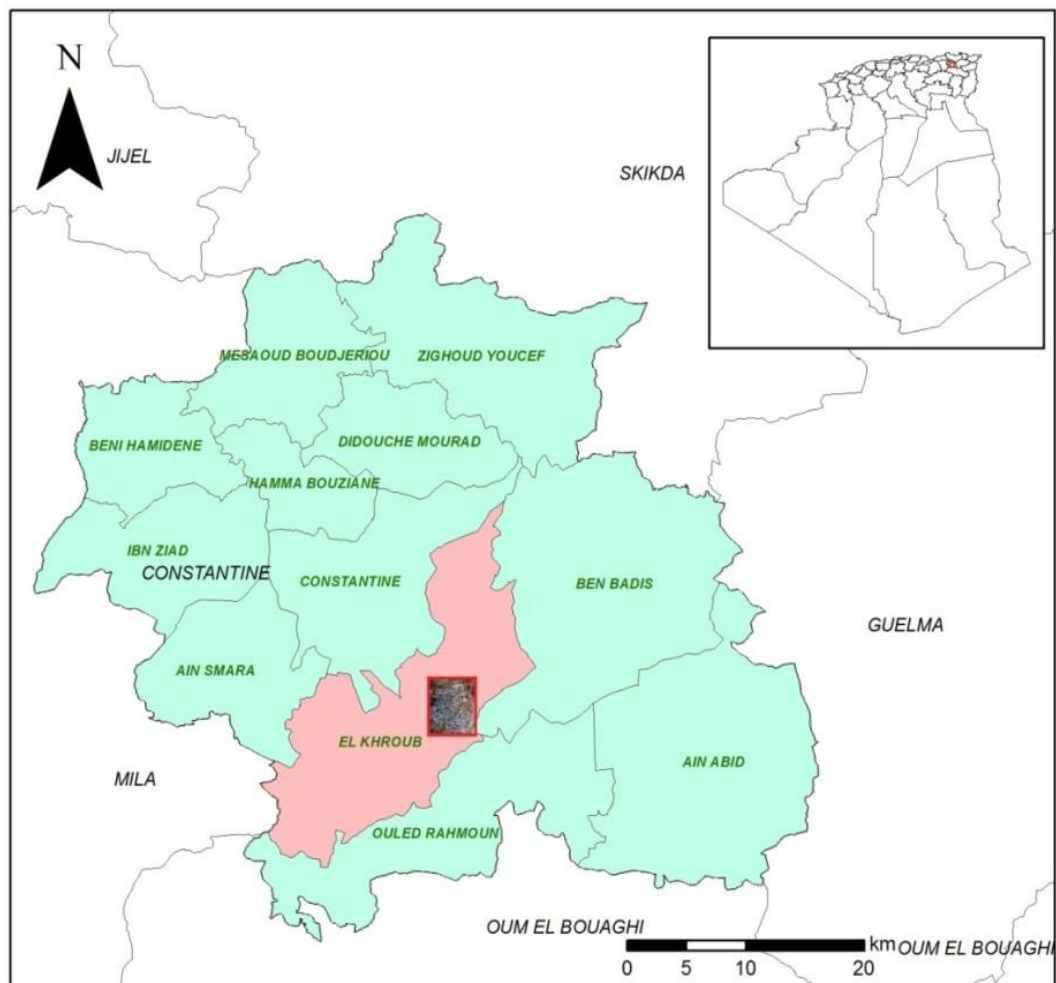 N
JIJEL
SKIKDA
MESAOUD BOUDJERIOU
ZIGHOUD YOUCEF
BENI HAMIDENE
DIDOUCHE MOURAD
HAMMA BOUZIANE
IBN ZIAD
CONSTANTINE
CONSTANTINE
BEN BADIS
GUELMA
AIN SMARA
EL KHROUB
AIN ABID
MILA
OULED RAHMOUN
OUM EL BOUAGHI
km
OUM EL BOUAGHI
0 5 10 20